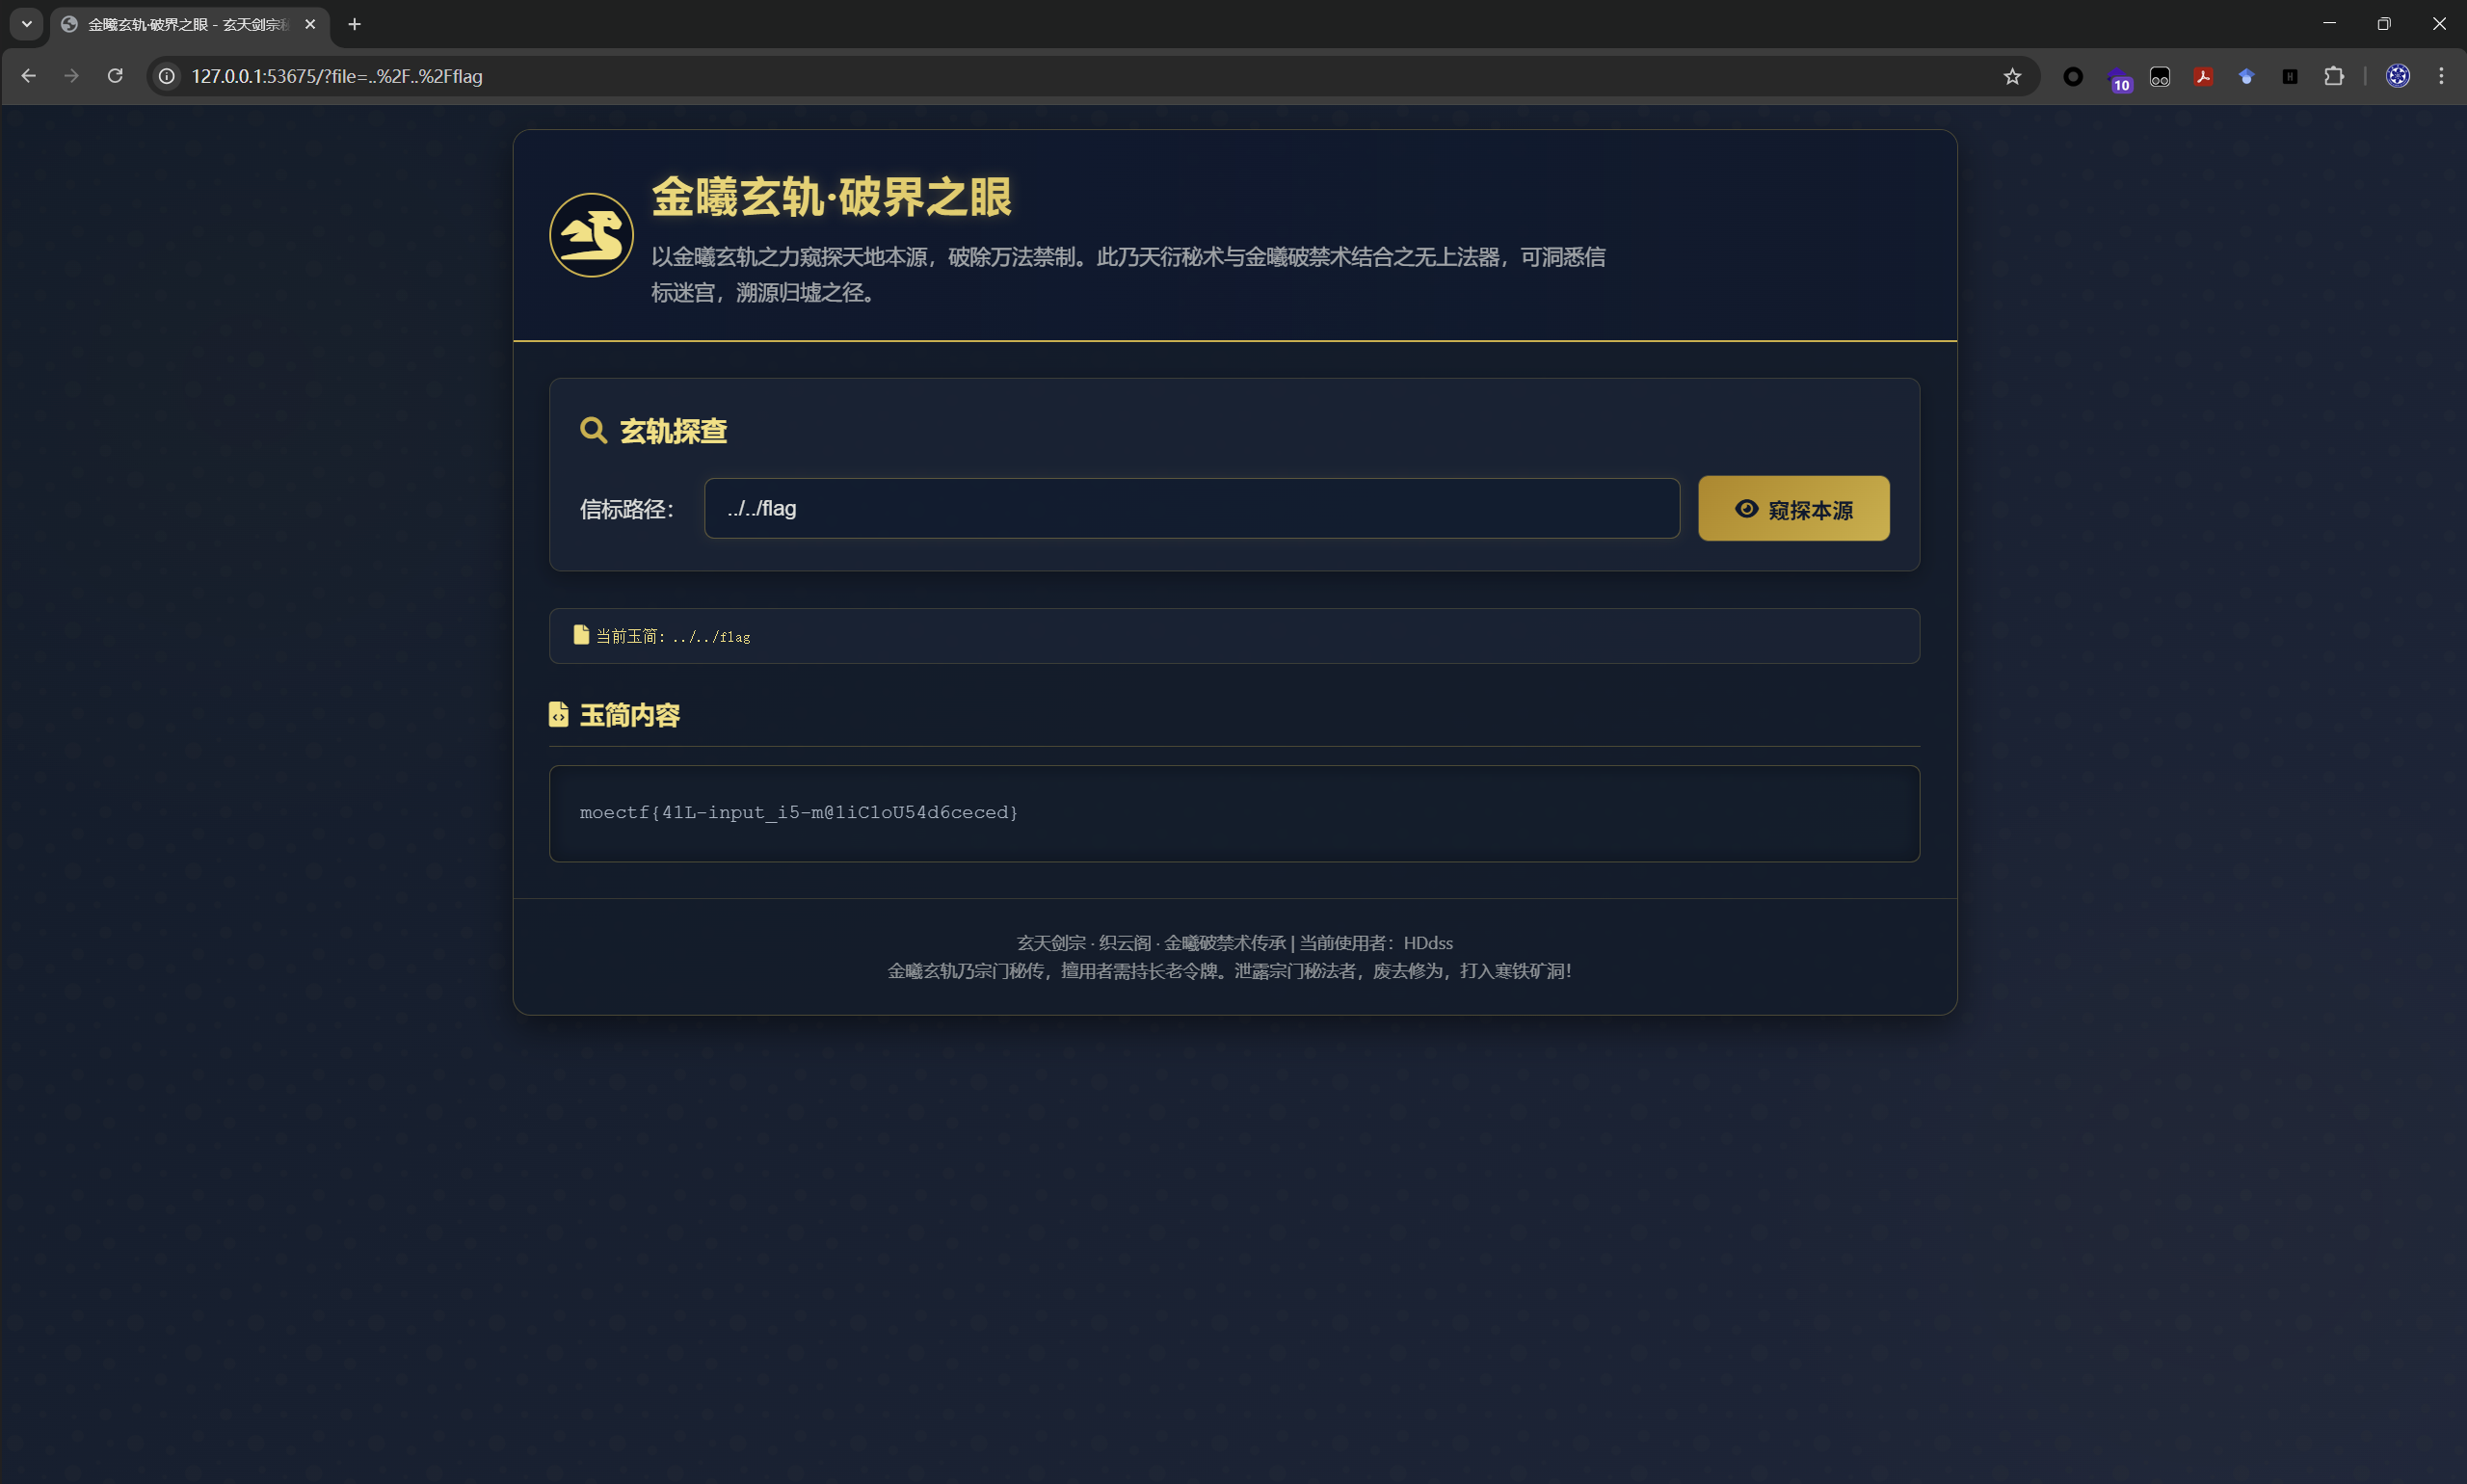 金曦玄轨·破界之眼 - 玄天剑宗
127.0.0.1:53675/?file=..%2F..%2Fflag
10
金曦玄轨·破界之眼
以金曦玄轨之力窥探天地本源，破除万法禁制。此乃天衍秘术与金曦破禁术结合之无上法器，可洞悉信
标迷宫，溯源归墟之径。
玄轨探查
信标路径：
../../flag
窥探本源
当前玉简：../../flag
玉简内容
moectf{41L-input_i5-m@1iC1oU54d6ceced}
玄天剑宗 · 织云阁 · 金曦破禁术传承 | 当前使用者：HDdss
金曦玄轨乃宗门秘传，擅用者需持长老令牌。泄露宗门秘法者，废去修为，打入寒铁矿洞！